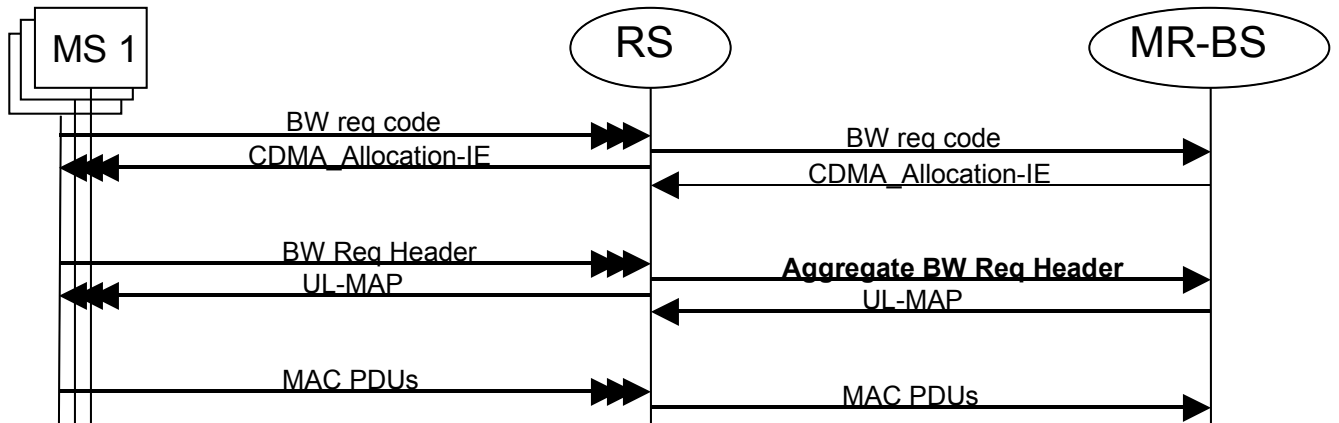 MS 1
RS
MR-BS
BW req code
BW req code
CDMA_Allocation-IE
CDMA_Allocation-IE
BW Req Header
Aggregate BW Req Header
UL-MAP
UL-MAP
MAC PDUs
MAC PDUs